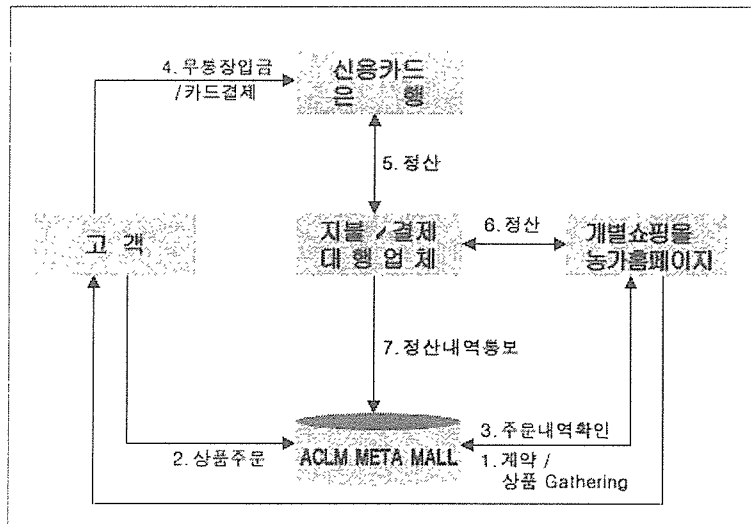 4. 무통장입금
/카드결제
신용카드
은 행
5. 정산
고 객
지불/결제
대행업체
6. 정산
개별쇼핑몰
농가홈페이지
7. 정산내역통보
2. 상품주문
ACLM META MALL
3. 주문내역확인
1. 계약 /
상품 Gathering